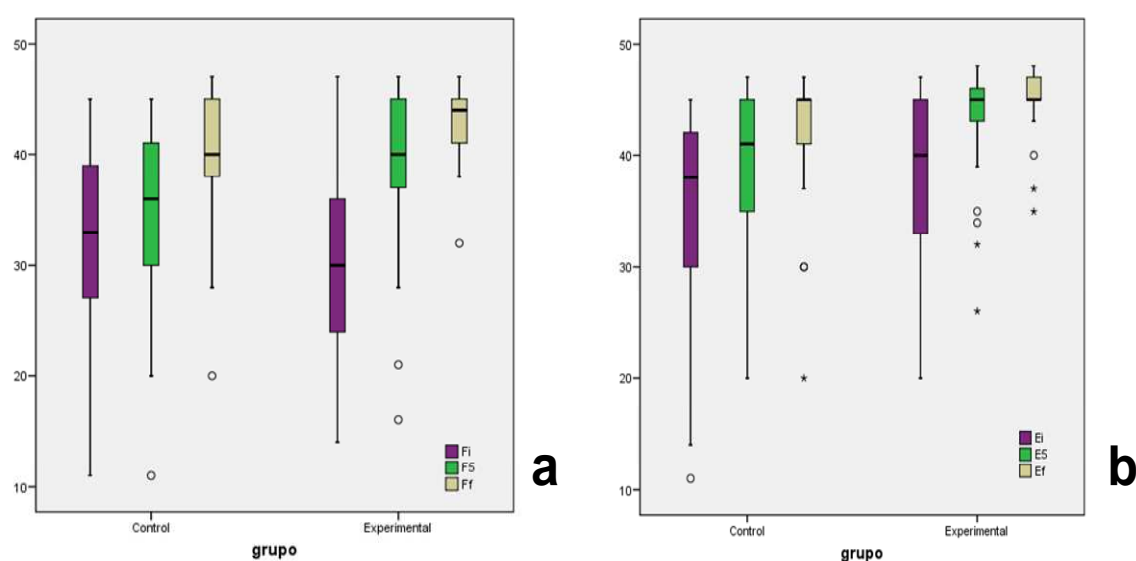 50
40
30
20
10
Fi
F5
Ff
Control
Experimental
grupo
a
50
40
30
20
10
Ei
E5
Ef
Control
Experimental
grupo
b